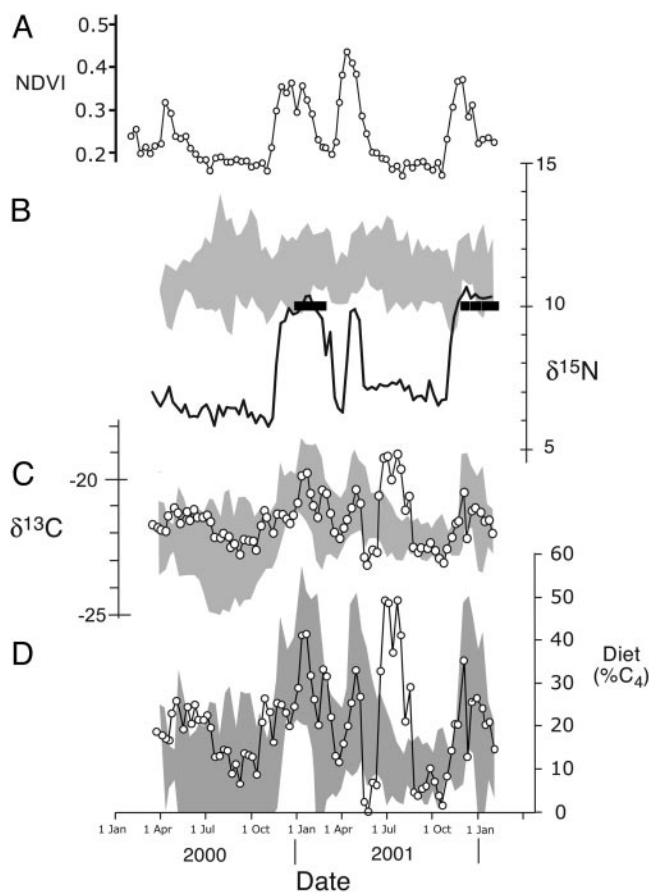 A
NDVI
0.5
0.4
0.3
0.2
B
15
10
5
δ¹⁵N
C
δ¹³C
-20
-25
D
60
50
40
30
20
10
0
Diet
(%C₄)
1 Jan 1 Apr 1 Jul 1 Oct 1 Jan 1 Apr 1 Jul 1 Oct 1 Jan
2000 2001
Date